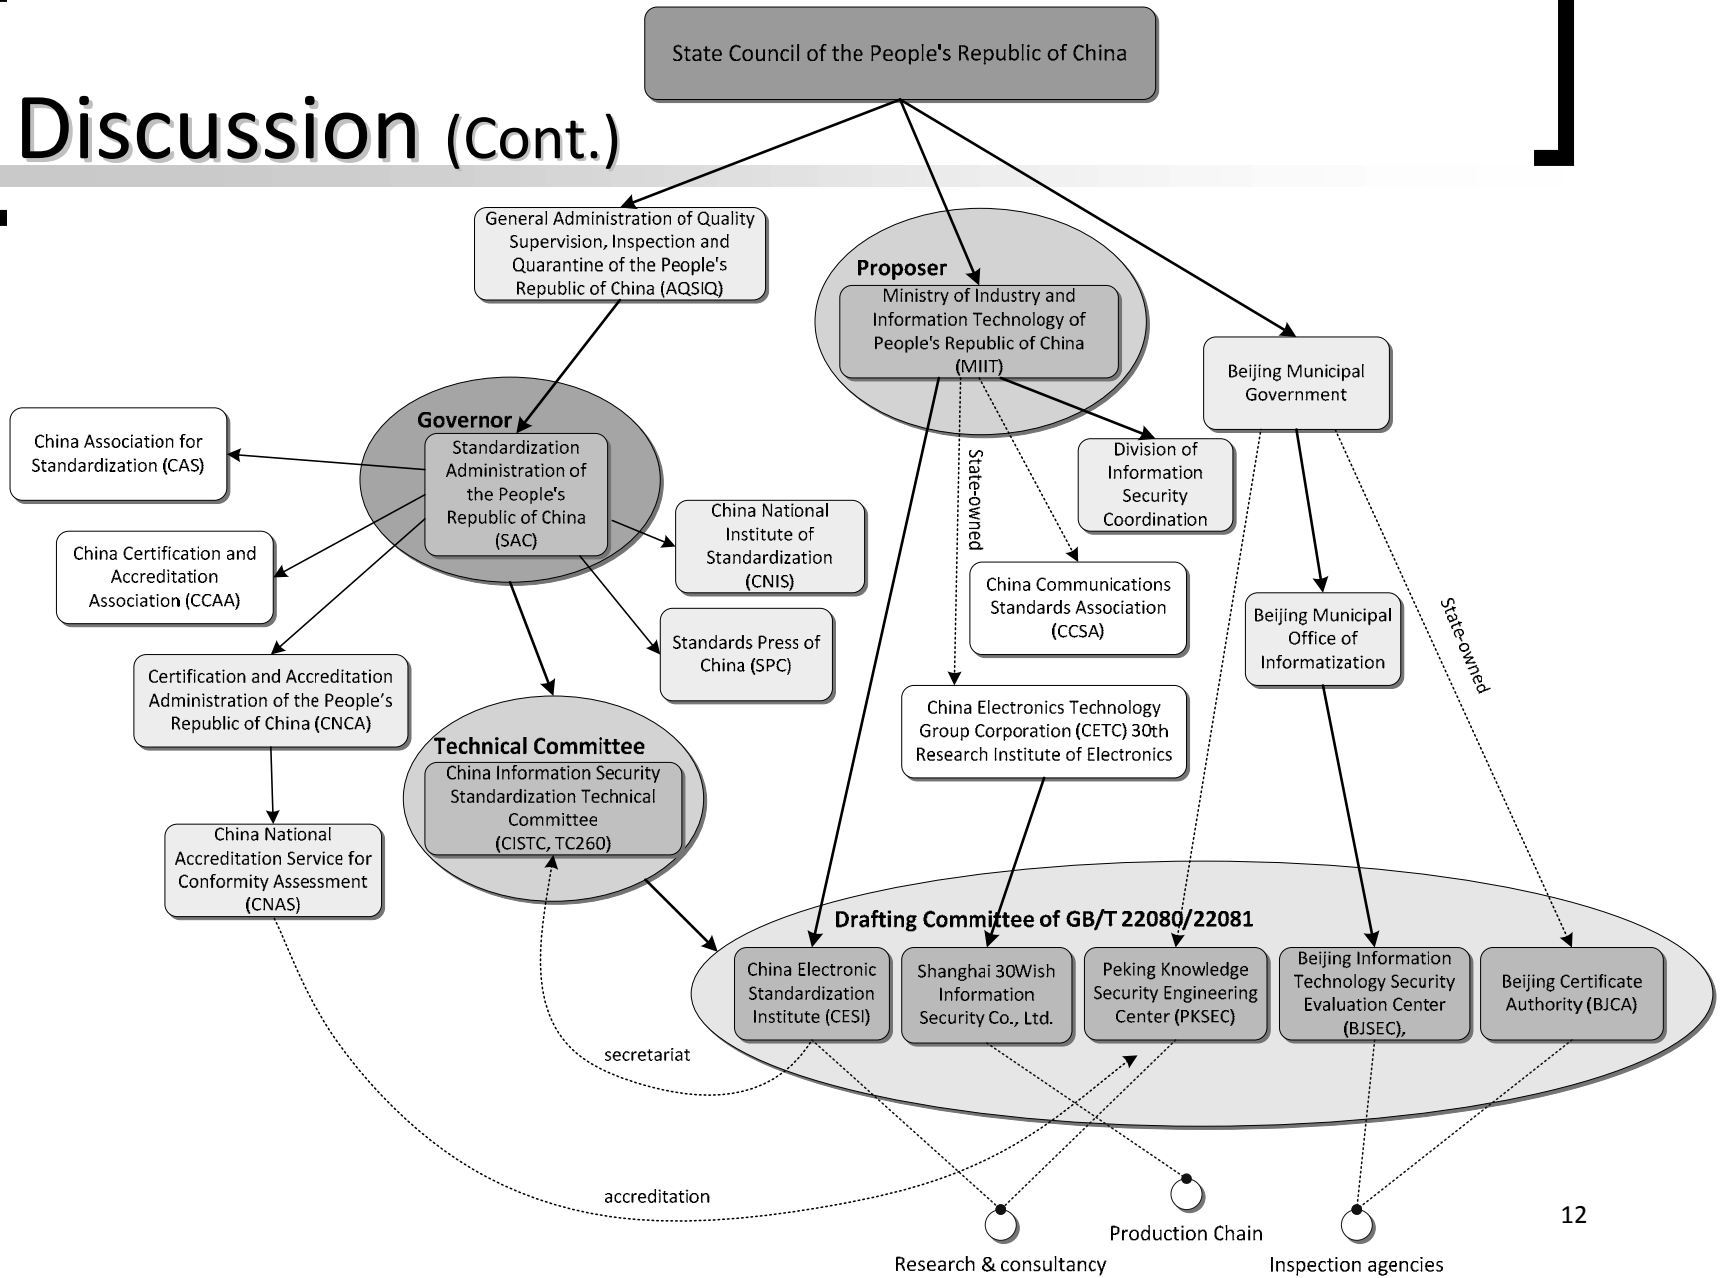 State Council of the People's Republic of China
Discussion (Cont.)
General Administration of Quality
Supervision, Inspection and
Quarantine of the People's
Republic of China (AQSIQ)
Proposer
Ministry of Industry and
Information Technology of
People's Republic of China
(MIIT)
Beijing Municipal
Government
Governor
Standardization
Administration of
the People's
Republic of China
(SAC)
China Association for
Standardization (CAS)
Division of
Information
Security
Coordination
State-owned
China National
Institute of
Standardization
(CNIS)
China Certification and
Accreditation
Association (CCAA)
China Communications
Standards Association
(CCSA)
Beijing Municipal
Office of
Informatization
State-owned
Standards Press of
China (SPC)
Certification and Accreditation
Administration of the People's
Republic of China (CNCA)
China Electronics Technology
Group Corporation (CETC) 30th
Research Institute of Electronics
Technical Committee
China Information Security
Standardization Technical
Committee
(CISTC, TC260)
China National
Accreditation Service for
Conformity Assessment
(CNAS)
Drafting Committee of GB/T 22080/22081
China Electronic
Standardization
Institute (CESI)
Shanghai 30Wish
Information
Security Co., Ltd.
Peking Knowledge
Security Engineering
Center (PKSEC)
Beijing Information
Technology Security
Evaluation Center
(BJSEC),
Beijing Certificate
Authority (BJCA)
secretariat
accreditation
Production Chain
Research & consultancy
Inspection agencies
12